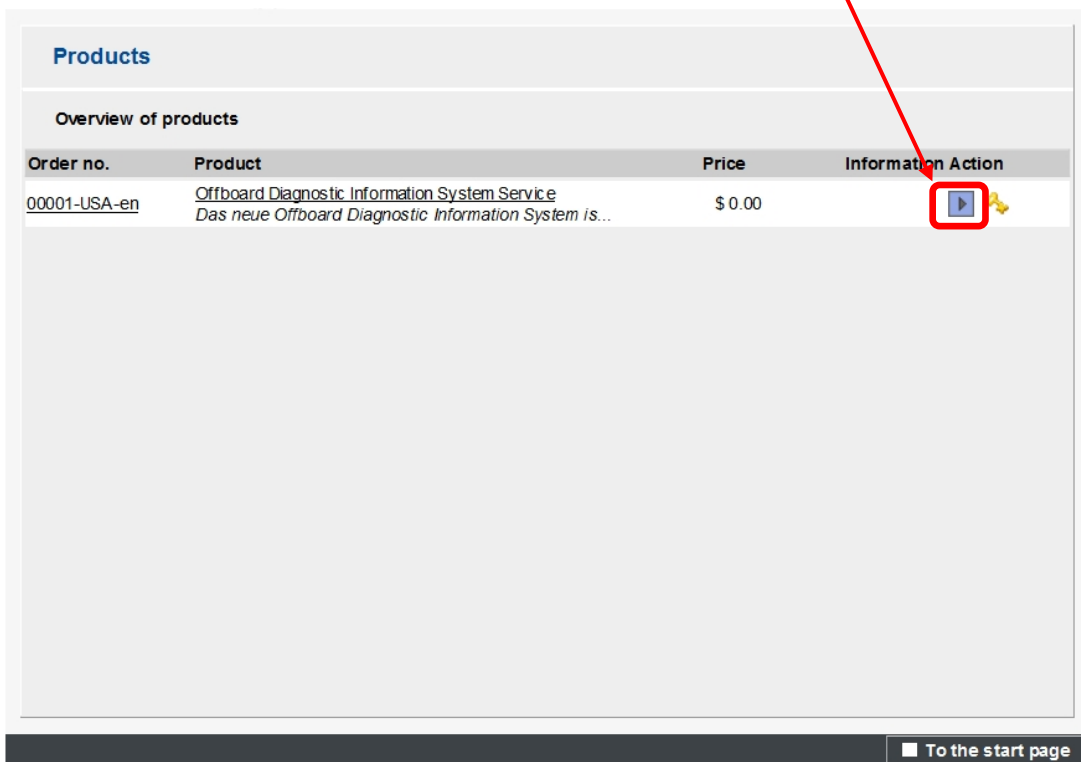 Products
Overview of products
Order no. Product Price Information Action
00001-USA-en Offboard Diagnostic Information System Service $ 0.00
Das neue Offboard Diagnostic Information System is...
To the start page